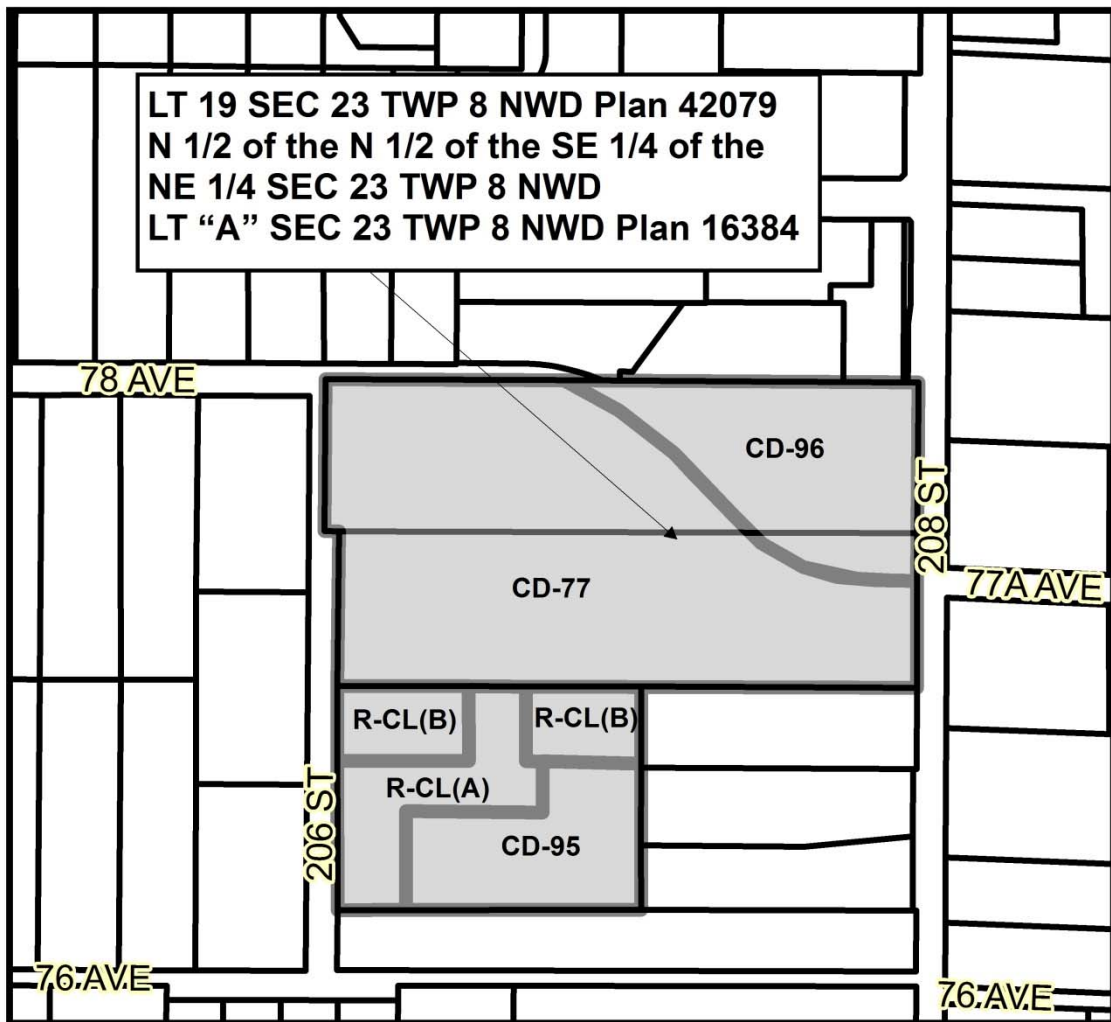 LT 19 SEC 23 TWP 8 NWD Plan 42079
N 1/2 of the N 1/2 of the SE 1/4 of the
NE 1/4 SEC 23 TWP 8 NWD
LT “A” SEC 23 TWP 8 NWD Plan 16384
78 AVE
CD-96
208 ST
77A AVE
CD-77
R-CL(B)
R-CL(B)
R-CL(A)
206 ST
CD-95
76 AVE
76 AVE